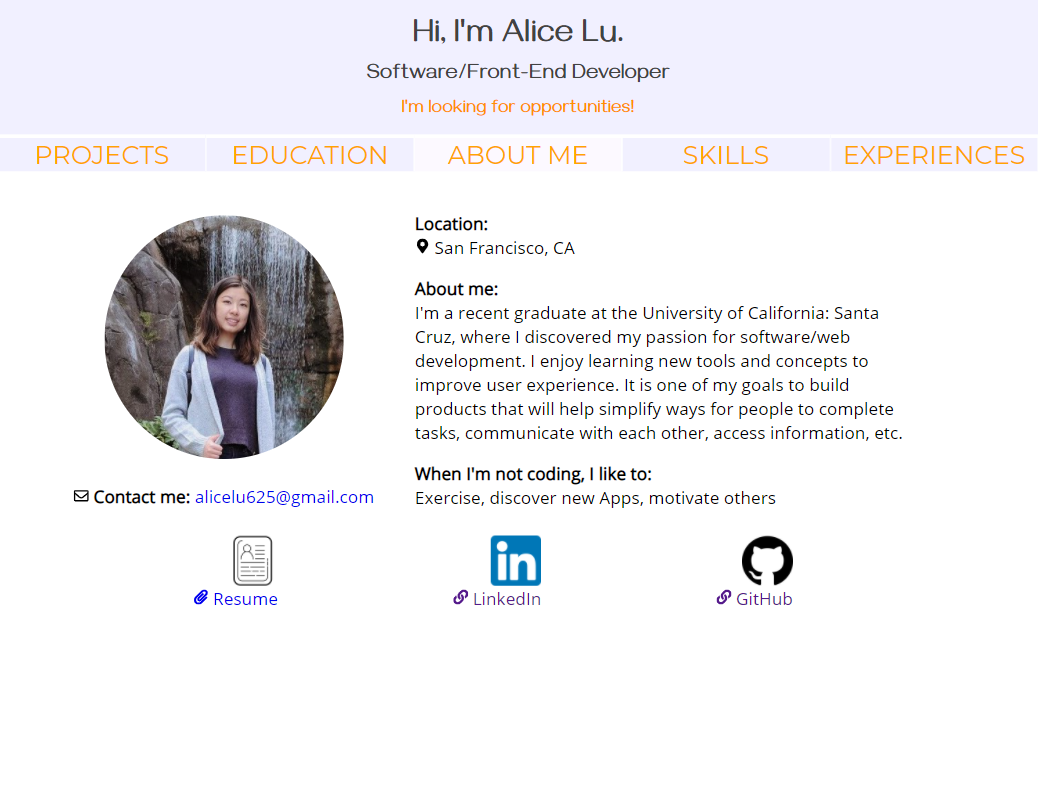 Hi, I'm Alice Lu.
Software/Front-End Developer
I'm looking for opportunities!
PROJECTS EDUCATION ABOUT ME SKILLS EXPERIENCES
Location:
San Francisco, CA
About me:
I'm a recent graduate at the University of California: Santa
Cruz, where I discovered my passion for software/web
development. I enjoy learning new tools and concepts to
improve user experience. It is one of my goals to build
products that will help simplify ways for people to complete
tasks, communicate with each other, access information, etc.
When I'm not coding, I like to:
Exercise, discover new Apps, motivate others
Contact me: alicelu625@gmail.com
in
Resume LinkedIn GitHub